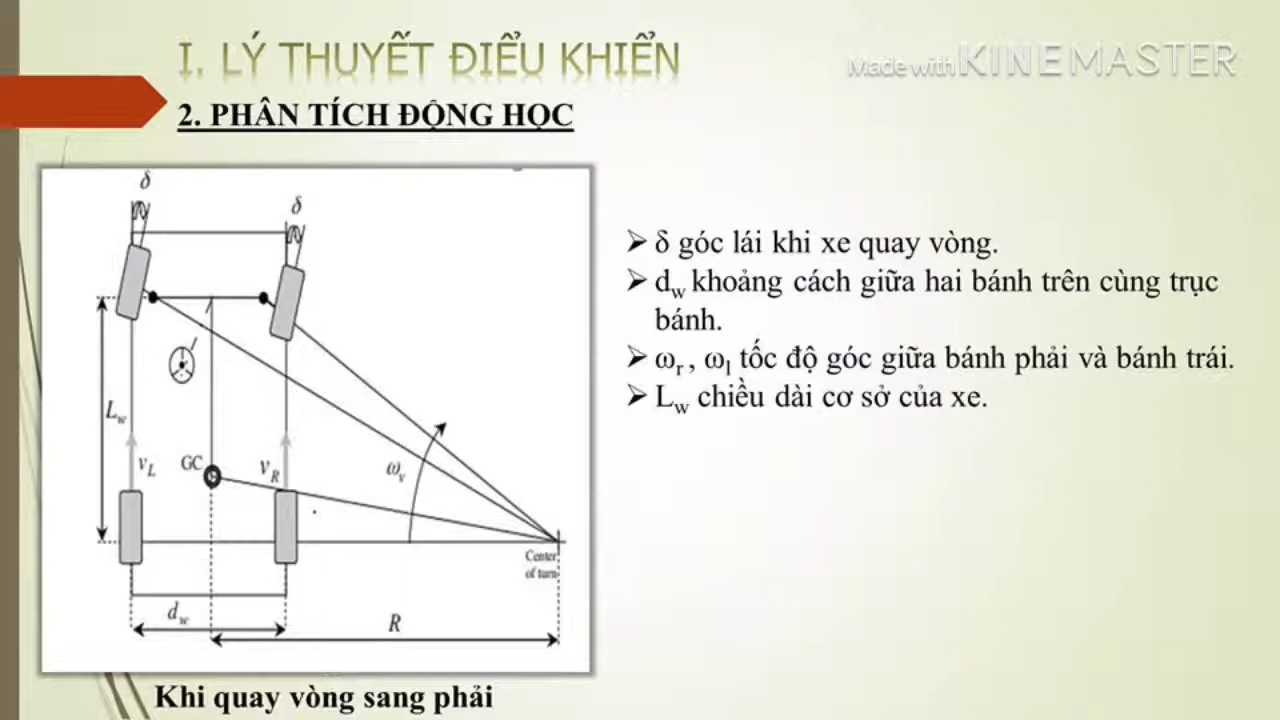 I. LÝ THUYẾT ĐIỂU KHIỂN
Made with KINEMASTER
2. PHÂN TÍCH ĐỘNG HỌC
δ
δ
➢ δ góc lái khi xe quay vòng.
➢ dw khoảng cách giữa hai bánh trên cùng trục
bánh.
➢ ωr , ωl tốc độ góc giữa bánh phải và bánh trái.
➢ Lw chiều dài cơ sở của xe.
Lw
vL
GC
vR
ωv
Center
of turn
dw
R
Khi quay vòng sang phải